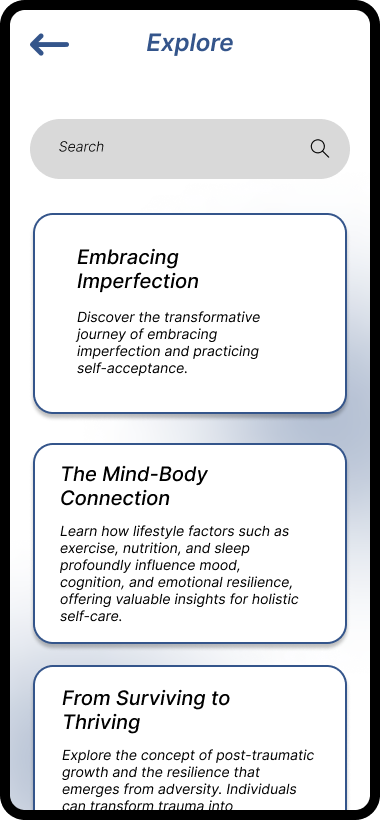 Explore
Search
Embracing
Imperfection
Discover the transformative
journey of embracing
imperfection and practicing
self-acceptance.
The Mind-Body
Connection
Learn how lifestyle factors such as
exercise, nutrition, and sleep
profoundly influence mood,
cognition, and emotional resilience,
offering valuable insights for holistic
self-care.
From Surviving to
Thriving
Explore the concept of post-traumatic
growth and the resilience that
emerges from adversity. Individuals
can transform trauma into